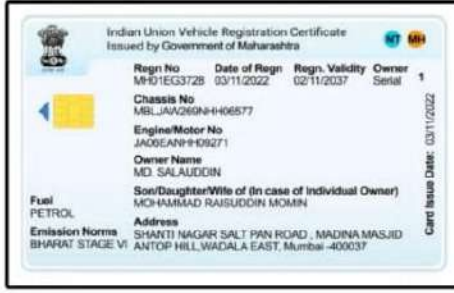 Indian Union Vehicle Registration Certificate
Issued by Government of Maharashtra
NT MH
Regn No Date of Regn Regn. Validity Owner Serial 1
MH01EG3728 03/11/2022 02/11/2037
Chassis No
MBLJAW269NHH06577
Engine/Motor No
JA06EANHH09271
Owner Name
MD. SALAUDDIN
Son/Daughter/Wife of (In case of Individual Owner)
MOHAMMAD RAISUDDIN MOMIN
Fuel
PETROL
Emission Norms
BHARAT STAGE VI
Address
SHANTI NAGAR SALT PAN ROAD , MADINA MASJID
ANTOP HILL,WADALA EAST, Mumbai -400037
Card Issue Date: 03/11/2022